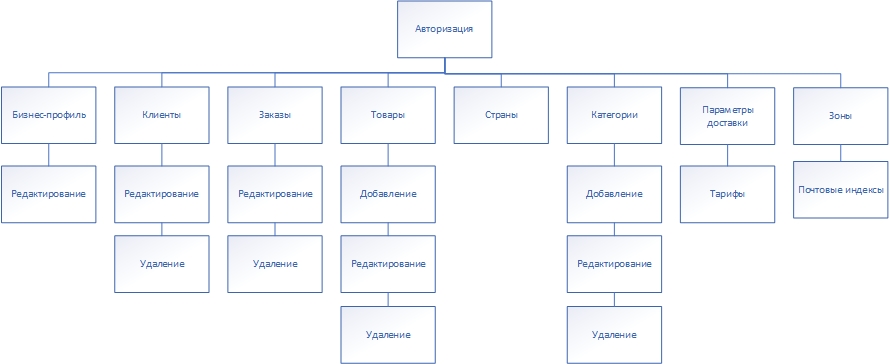 Авторизация
Бизнес-профиль
Клиенты
Заказы
Товары
Страны
Категории
Параметры
доставки
Зоны
Редактирование
Редактирование
Редактирование
Добавление
Добавление
Тарифы
Почтовые индексы
Удаление
Удаление
Редактирование
Редактирование
Удаление
Удаление